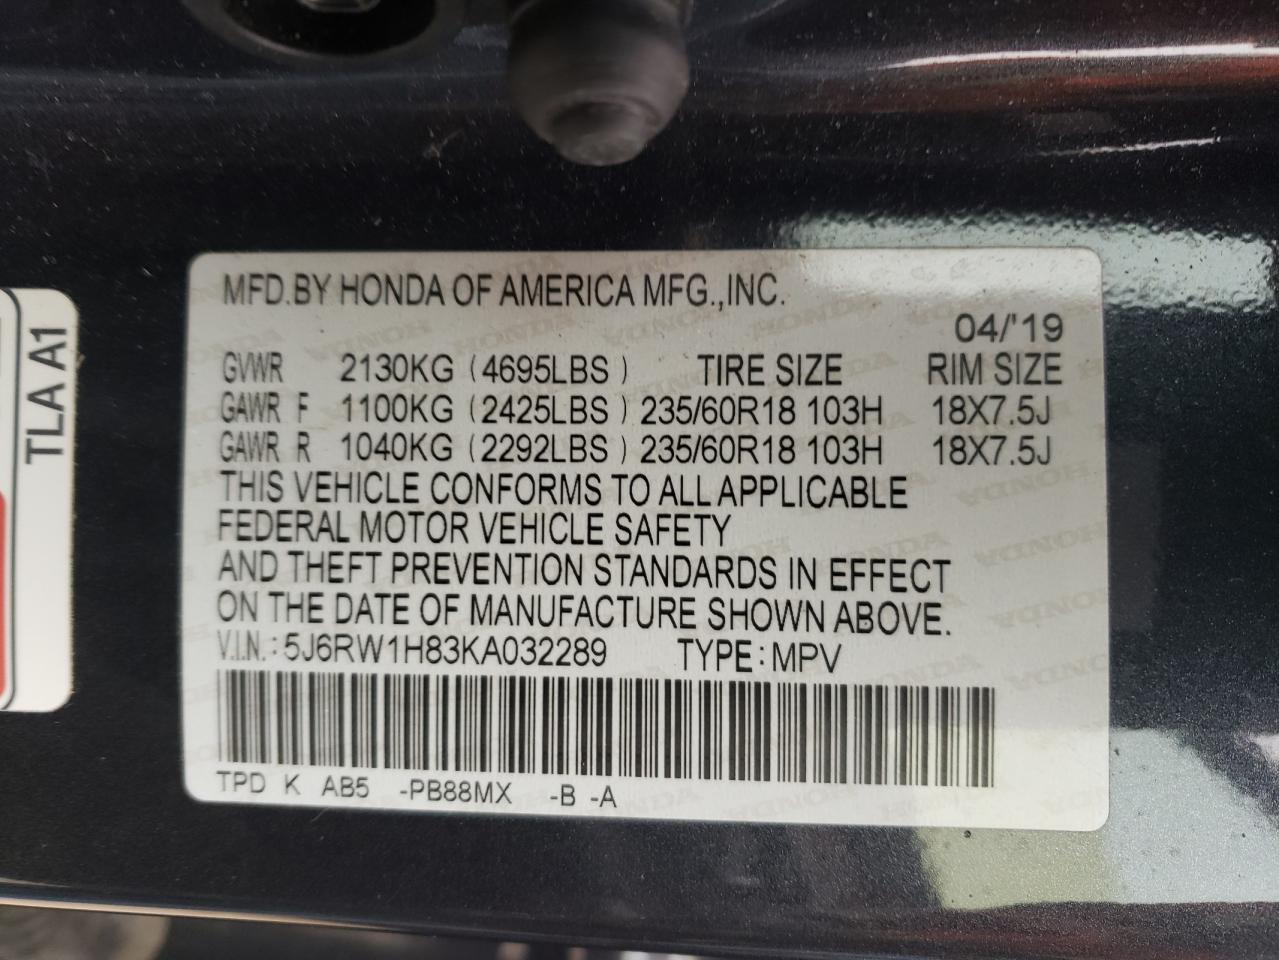 MFD.BY HONDA OF AMERICA MFG.,INC.
04/'19
GVWR 2130KG (4695LBS) TIRE SIZE RIM SIZE
GAWR F 1100KG (2425LBS) 235/60R18 103H 18X7.5J
GAWR R 1040KG (2292LBS) 235/60R18 103H 18X7.5J
THIS VEHICLE CONFORMS TO ALL APPLICABLE
FEDERAL MOTOR VEHICLE SAFETY
AND THEFT PREVENTION STANDARDS IN EFFECT
ON THE DATE OF MANUFACTURE SHOWN ABOVE.
V.I.N.: 5J6RW1H83KA032289 TYPE: MPV
TPD K AB5 -PB88MX -B -A
TLA A1